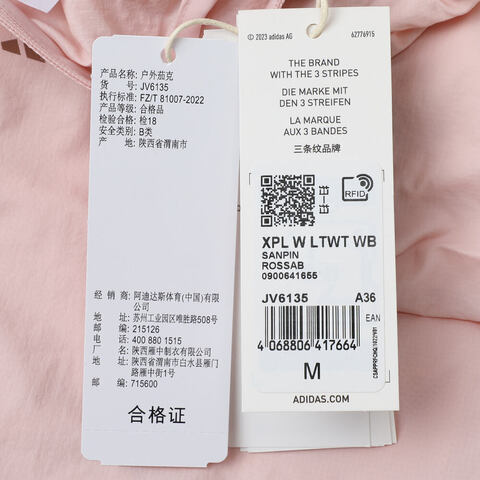 产品名称: 户外茄克
货 号: JV6135
执行标准: FZ/T 81007-2022
产品等级: 合格品
检验合格: 检18
安全类别: B类
产 地: 陕西省渭南市
经 销 商: 阿迪达斯体育(中国)有限公司
地 址: 苏州工业园区唯胜路508号
邮 编: 215126
电 话: 400 880 1515
厂 名: 陕西雁中制衣有限公司
地 址: 陕西省渭南市白水县雁门路雁中街1号
邮 编: 715600
合格证
© 2023 adidas AG 62776915
THE BRAND
WITH THE 3 STRIPES
DIE MARKE MIT
DEN 3 STREIFEN
LA MARQUE
AUX 3 BANDES
三条纹品牌
RFID
XPL W LTWT WB
SANPIN
ROSSAB
0900641655
JV6135 A36
EAN
4 068806 417664
M
ADIDAS.COM